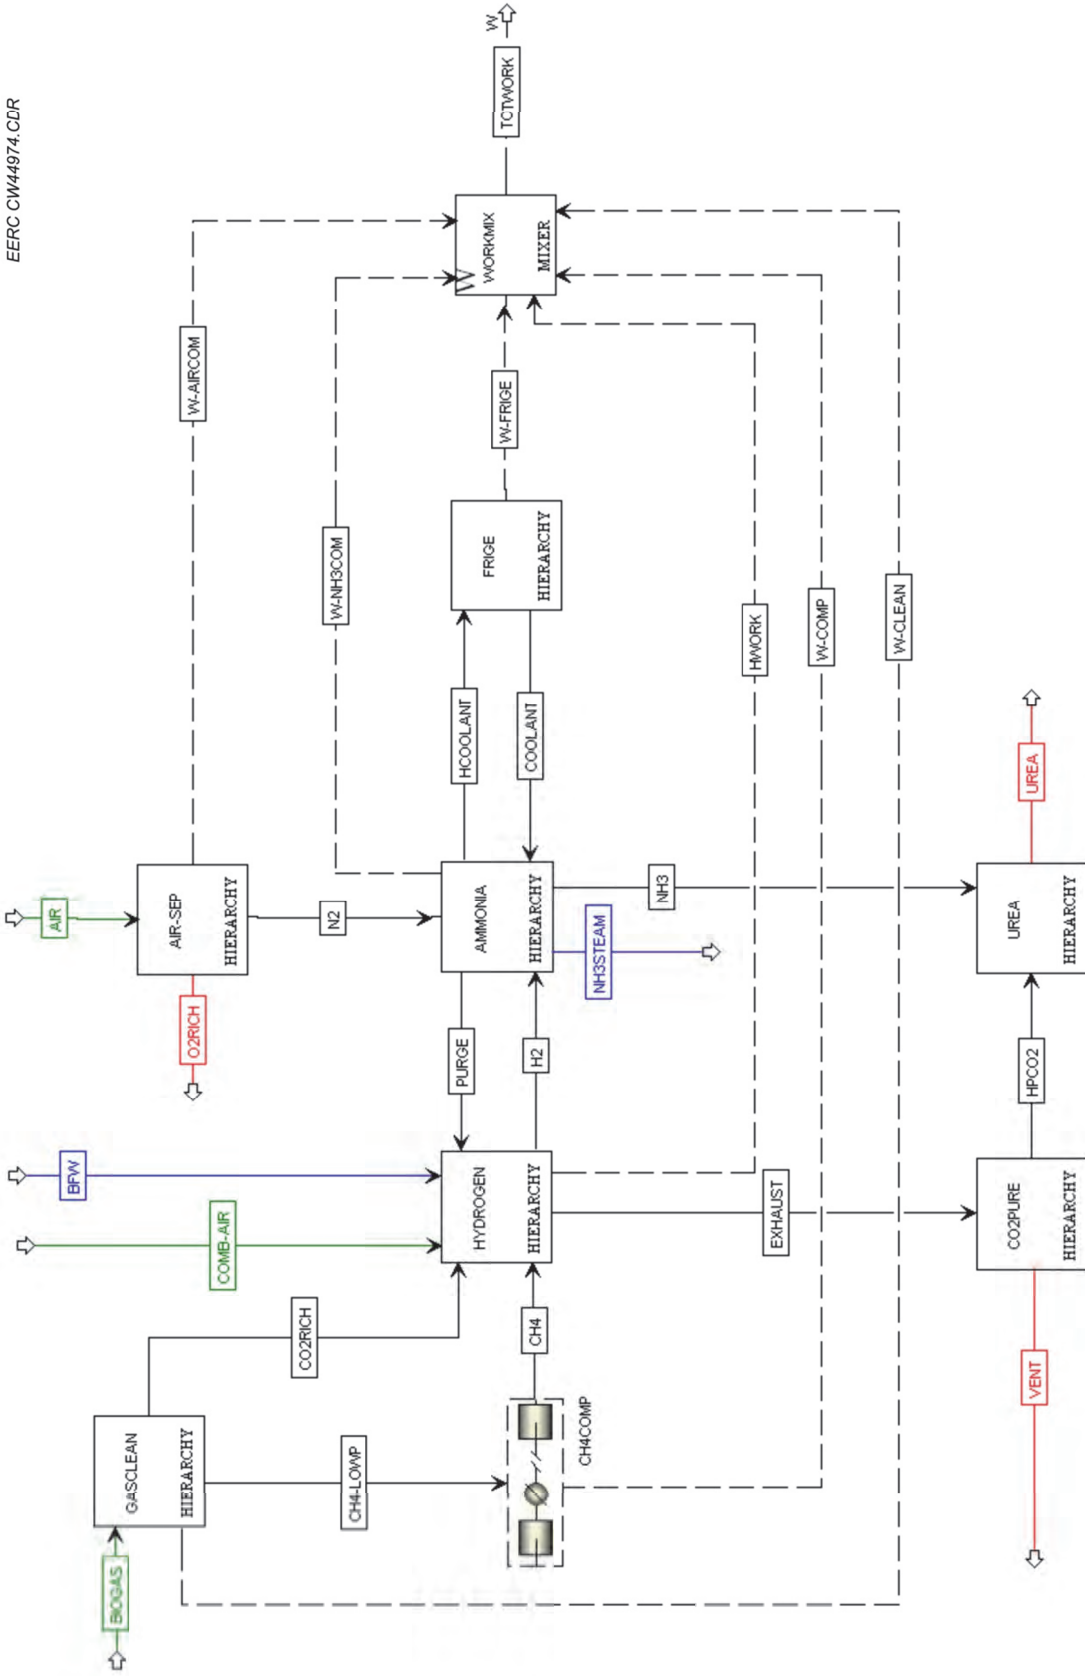 EERC CW44974.CDR
BIOGAS
GASCLEAN
HIERARCHY
CO2RICH
CH4-LOWP
CH4COMP
CH4
COMB-AIR
BFW
HYDROGEN
HIERARCHY
PURGE
H2
EXHAUST
AIR
AIR-SEP
HIERARCHY
O2RICH
N2
AMMONIA
HIERARCHY
NH3STEAM
NH3
HCOOLANT
COOLANT
FRIGE
HIERARCHY
W-AIRCOM
W-NH3COM
W-FRIGE
HWORK
W-COMP
W-CLEAN
W
WORKMIX
MIXER
TOTWORK
W
CO2PURE
HIERARCHY
VENT
HPCO2
UREA
HIERARCHY
UREA